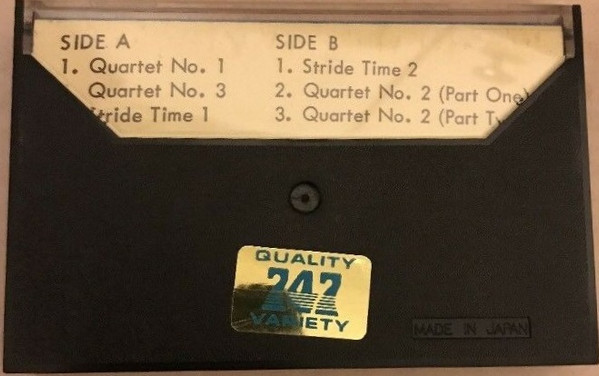 SIDE A
1. Quartet No. 1
Quartet No. 3
Stride Time 1
SIDE B
1. Stride Time 2
2. Quartet No. 2 (Part One)
3. Quartet No. 2 (Part
QUALITY
VARIETY
MADE IN JAPAN